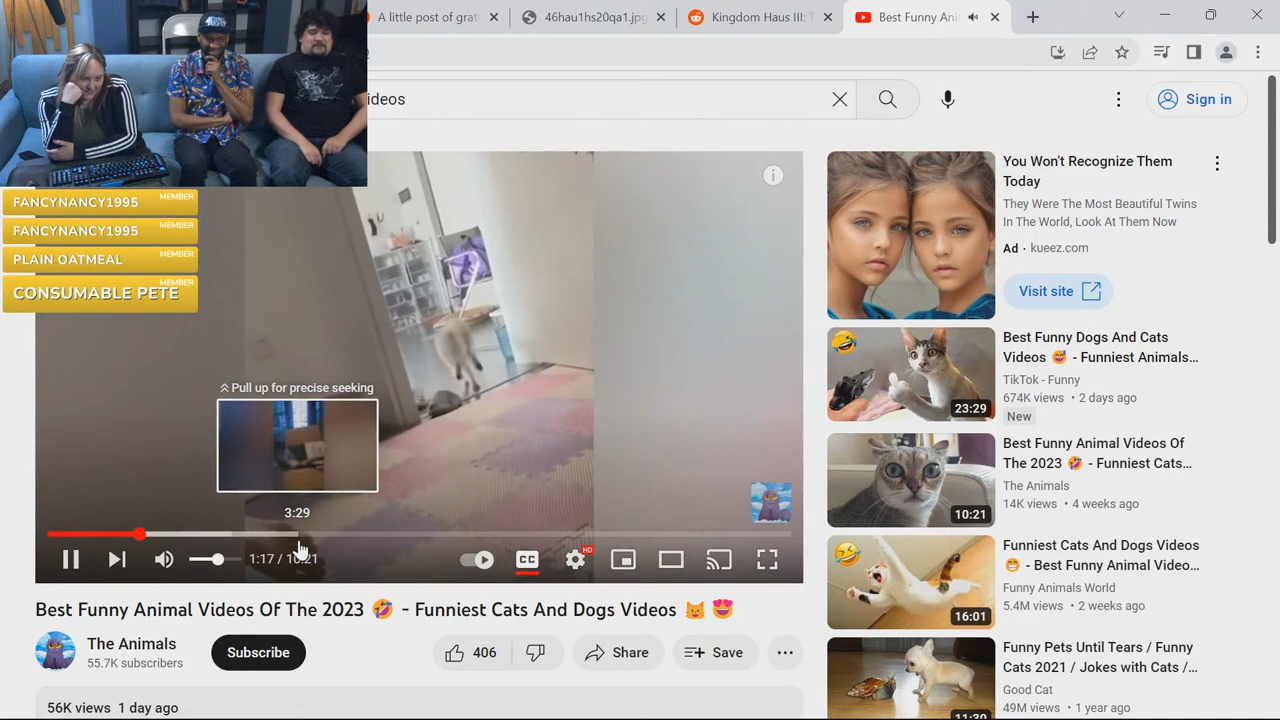 A little post of grat
46hau1hs20qa1.jpg
Kingdom Haus III
Best Funny Ani
ideos
Sign in
FANCYNANCY1995 MEMBER
FANCYNANCY1995 MEMBER
PLAIN OATMEAL MEMBER
CONSUMABLE PETE MEMBER
Pull up for precise seeking
3:29
1:17 / 10:21
CC
HD
Best Funny Animal Videos Of The 2023 🤣 - Funniest Cats And Dogs Videos 😺 😍
The Animals
55.7K subscribers
Subscribe
406
Share
Save
56K views 1 day ago
You Won't Recognize Them
Today
They Were The Most Beautiful Twins
In The World, Look At Them Now
Ad · kueez.com
Visit site
23:29
Best Funny Dogs And Cats
Videos 😅 - Funniest Animals...
TikTok - Funny
674K views • 2 days ago
New
10:21
Best Funny Animal Videos Of
The 2023 🤣 - Funniest Cats...
The Animals
14K views • 4 weeks ago
16:01
Funniest Cats And Dogs Videos
😁 - Best Funny Animal Video...
Funny Animals World
5.4M views • 2 weeks ago
11:30
Funny Pets Until Tears / Funny
Cats 2021 / Jokes with Cats /...
Good Cat
49M views • 1 year ago